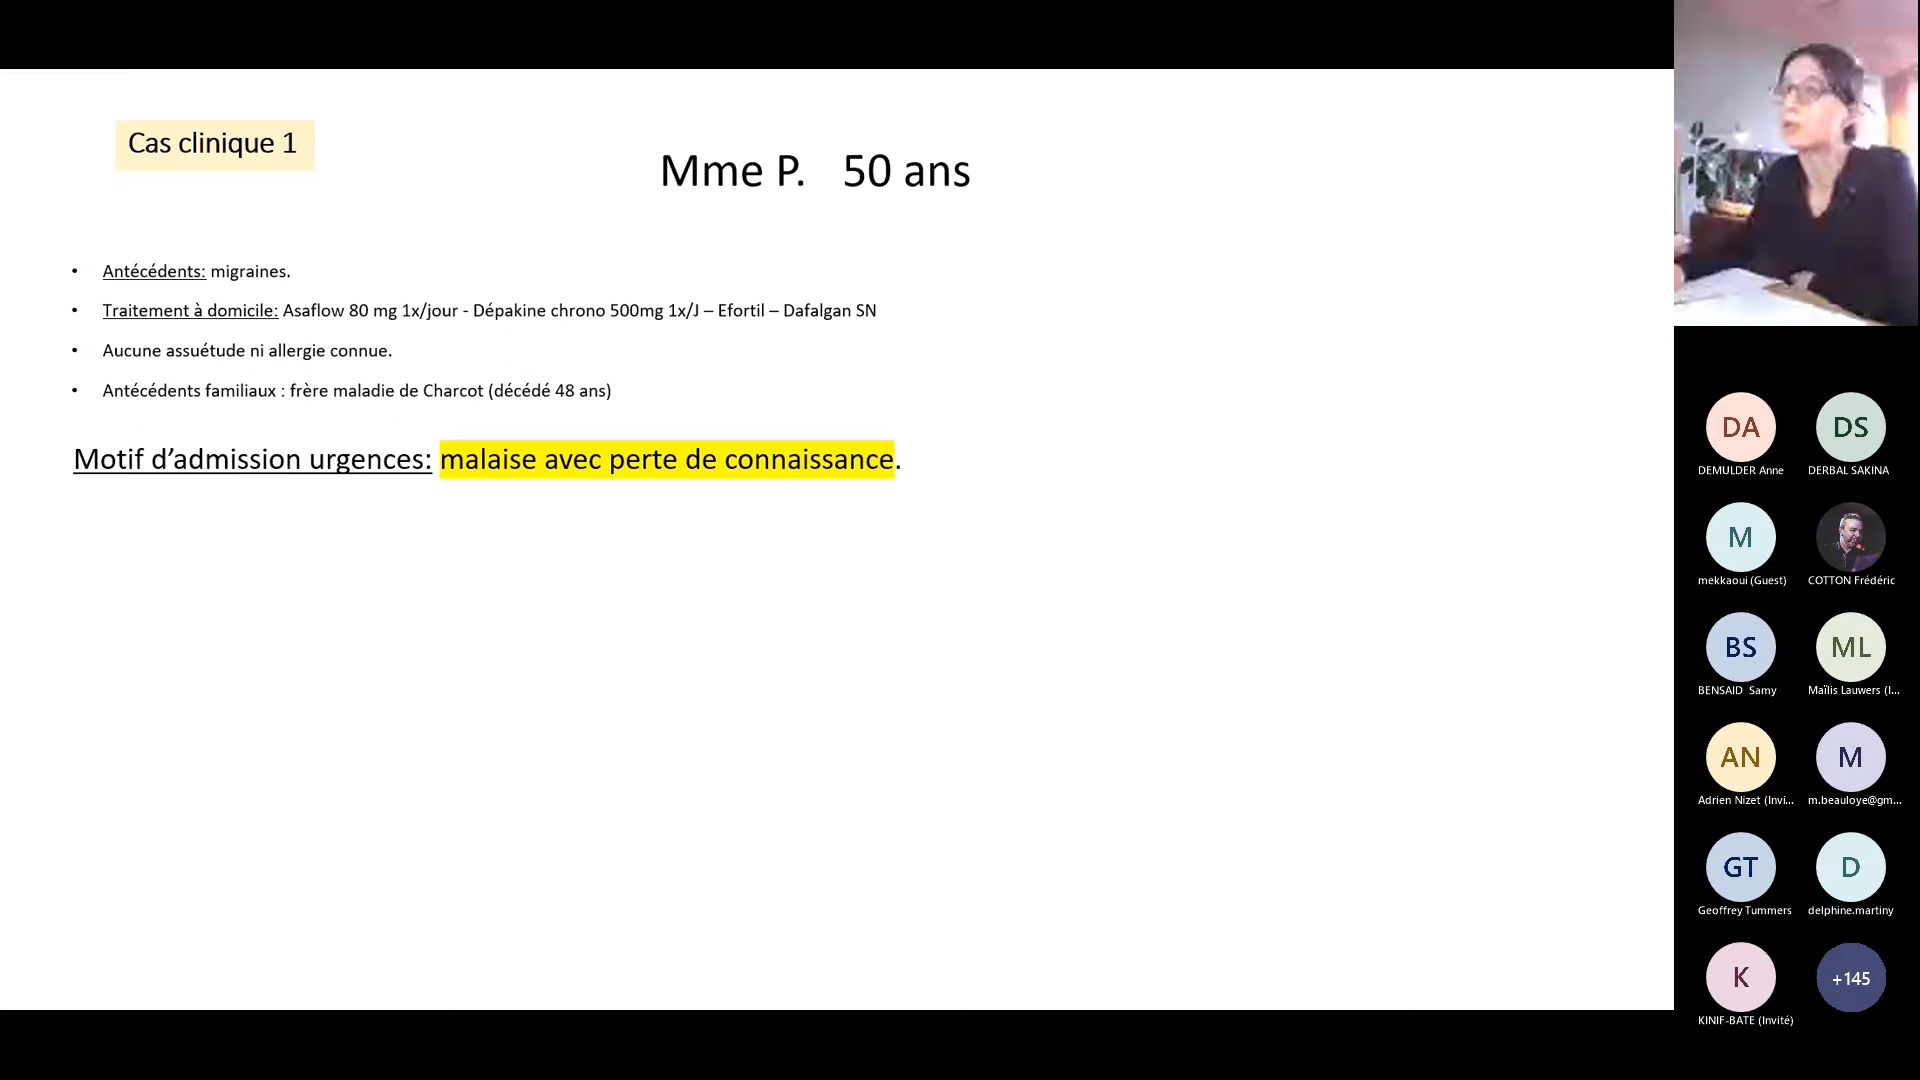 Cas clinique 1
Mme P. 50 ans
• Antécédents: migraines.
• Traitement à domicile: Asaflow 80 mg 1x/jour - Dépakine chrono 500mg 1x/J – Efortil – Dafalgan SN
• Aucune assuétude ni allergie connue.
• Antécédents familiaux : frère maladie de Charcot (décédé 48 ans)
Motif d’admission urgences: malaise avec perte de connaissance.
DA
DEMULDER Anne
DS
DERBAL SAKINA
M
mekkaoui (Guest)
COTTON Frédéric
BS
BENSAID Samy
ML
Maïlis Lauwers (I...
AN
Adrien Nizet (Invi...
M
m.beauloye@gm...
GT
Geoffrey Tummers
D
delphine.martiny
K
KINIF-BATE (Invité)
+145